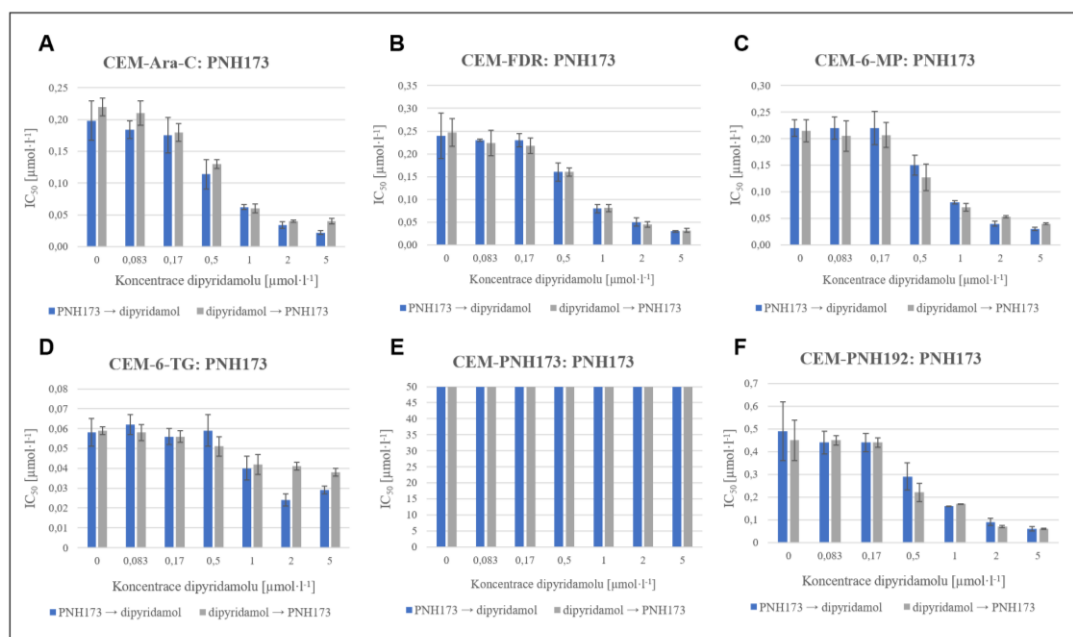 A
CEM-Ara-C: PNH173
IC50 [µmol·l-1]
0,25
0,20
0,15
0,10
0,05
0,00
0 0,083 0,17 0,5 1 2 5
Koncentrace dipyridamolu [µmol·l-1]
PNH173 → dipyridamol dipyridamol → PNH173
B
CEM-FDR: PNH173
IC50 [µmol·l-1]
0,35
0,30
0,25
0,20
0,15
0,10
0,05
0,00
0 0,083 0,17 0,5 1 2 5
Koncentrace dipyridamolu [µmol·l-1]
PNH173 → dipyridamol dipyridamol → PNH173
C
CEM-6-MP: PNH173
IC50 [µmol·l-1]
0,30
0,25
0,20
0,15
0,10
0,05
0,00
0 0,083 0,17 0,5 1 2 5
Koncentrace dipyridamolu [µmol·l-1]
PNH173 → dipyridamol dipyridamol → PNH173
D
CEM-6-TG: PNH173
IC50 [µmol·l-1]
0,08
0,07
0,06
0,05
0,04
0,03
0,02
0,01
0
0 0,083 0,17 0,5 1 2 5
Koncentrace dipyridamolu [µmol·l-1]
PNH173 → dipyridamol dipyridamol → PNH173
E
CEM-PNH173: PNH173
IC50 [µmol·l-1]
50
45
40
35
30
25
20
15
10
5
0
0 0,083 0,17 0,5 1 2 5
Koncentrace dipyridamolu [µmol·l-1]
PNH173 → dipyridamol dipyridamol → PNH173
F
CEM-PNH192: PNH173
IC50 [µmol·l-1]
0,7
0,6
0,5
0,4
0,3
0,2
0,1
0
0 0,083 0,17 0,5 1 2 5
Koncentrace dipyridamolu [µmol·l-1]
PNH173 → dipyridamol dipyridamol → PNH173